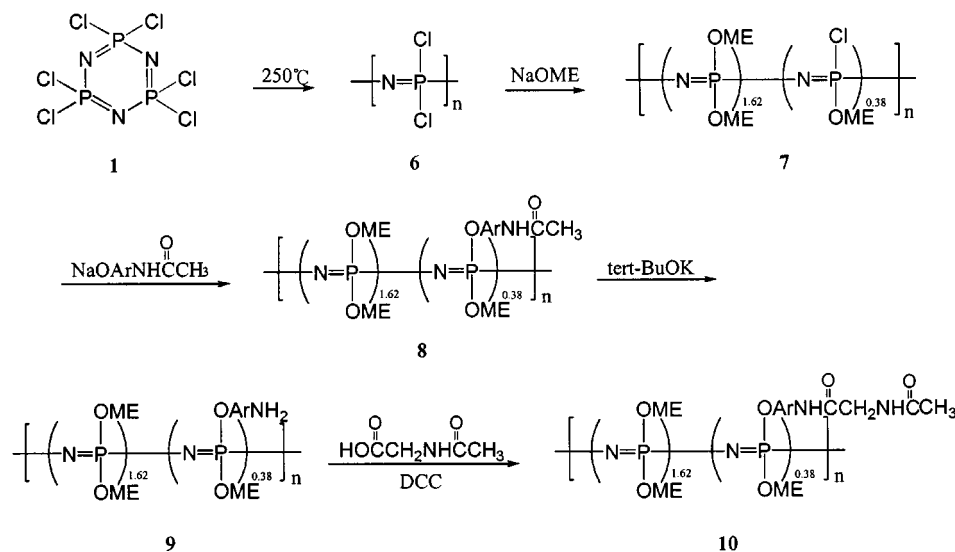 Cl Cl
P
N N
Cl Cl
P P
Cl N Cl
1
250℃
Cl
N=P
Cl
n
6
NaOME
OME Cl
N=P N=P
1.62 0.38
OME OME
n
7
O
NaOArNHCCH3
O
OME OArNHCCH3
N=P N=P
1.62 0.38
OME OME
n
8
tert-BuOK
OME OArNH2
N=P N=P
1.62 0.38
OME OME
n
9
O O
HOCCH2NHCCH3
DCC
O O
OME OArNHCCH2NHCCH3
N=P N=P
1.62 0.38
OME OME
n
10